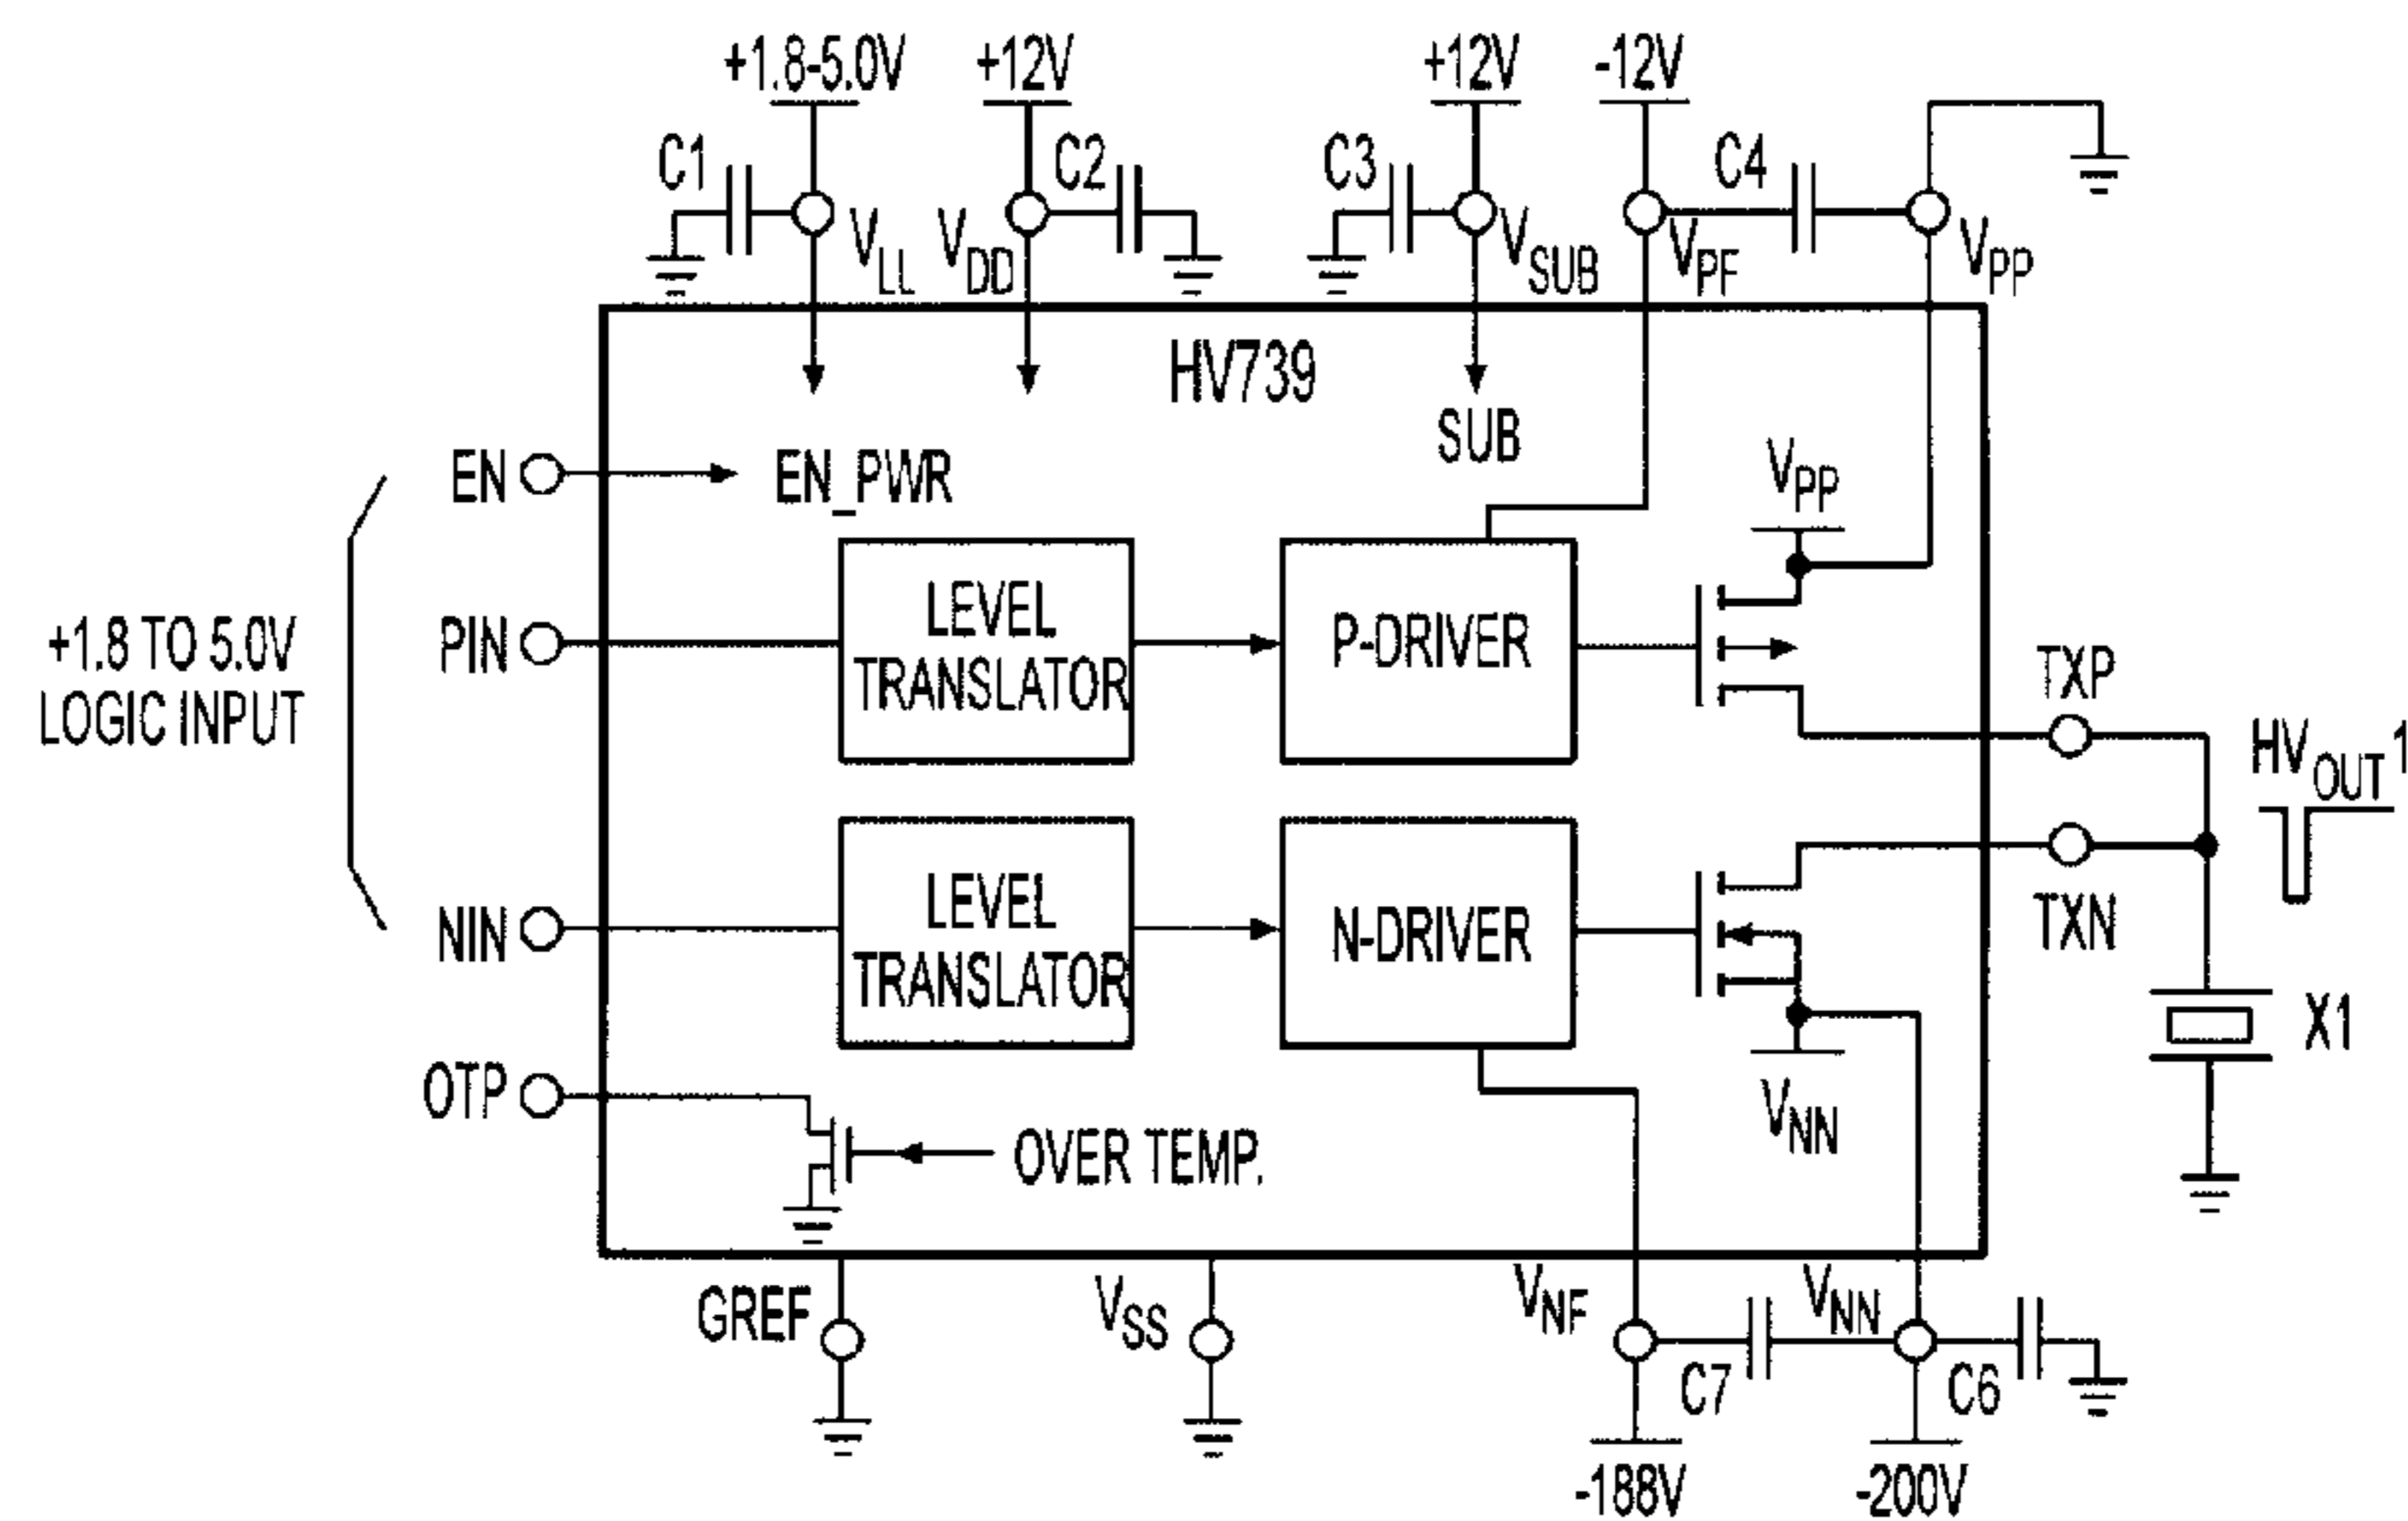 +1.8-5.0V
+12V
+12V
-12V
C1
C2
C3
C4
VLL
VDD
VSUB
VPF
VPP
HV739
SUB
EN
EN_PWR
VPP
+1.8 TO 5.0V
LOGIC INPUT
PIN
LEVEL
TRANSLATOR
P-DRIVER
TXP
HVOUT1
NIN
LEVEL
TRANSLATOR
N-DRIVER
TXN
X1
OTP
OVER TEMP.
VNN
GREF
VSS
VNF
VNN
C7
C6
-188V
-200V